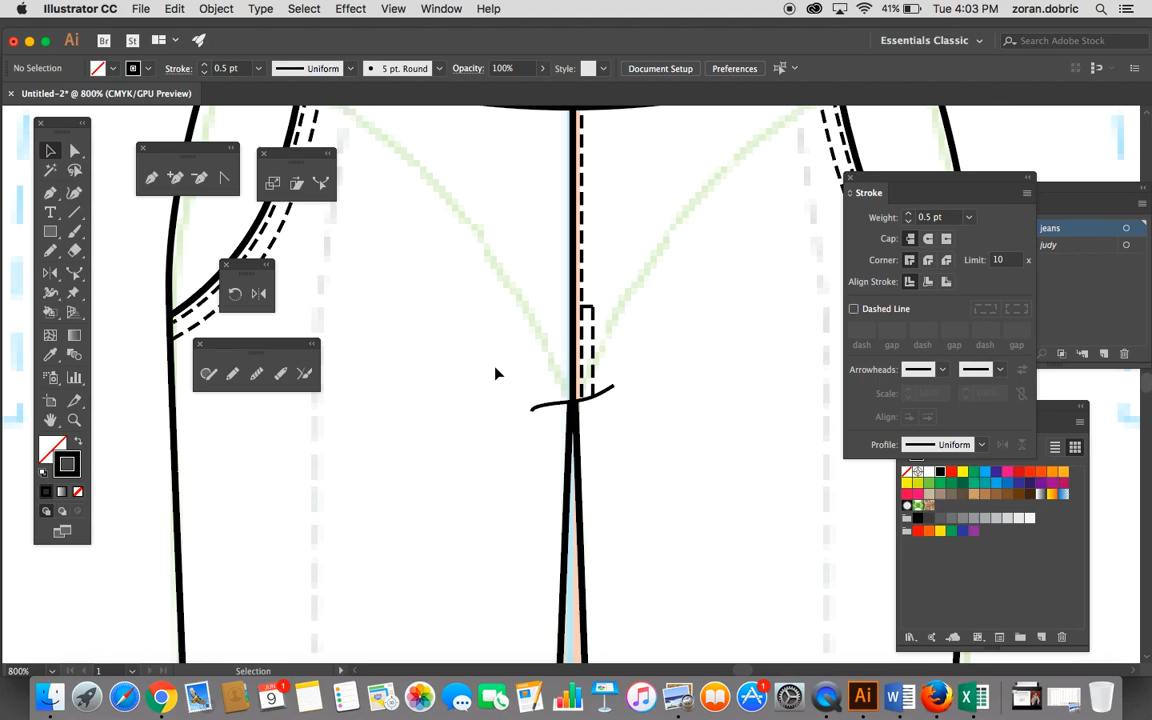 Illustrator CC File Edit Object Type Select Effect View Window Help 41% Tue 4:03 PM zoran.dobric
Ai Br St Essentials Classic Search Adobe Stock
No Selection Stroke: 0.5 pt Uniform 5 pt. Round Opacity: 100% Style: Document Setup Preferences
Untitled-2* @ 800% (CMYK/GPU Preview)
Stroke
Weight: 0.5 pt
Cap:
Corner: Limit: 10 x
Align Stroke:
Dashed Line
dash gap dash gap dash gap
Arrowheads:
Scale:
Align:
Profile: Uniform
jeans
judy
800% 1 Selection
9 1 Ai W 1 X